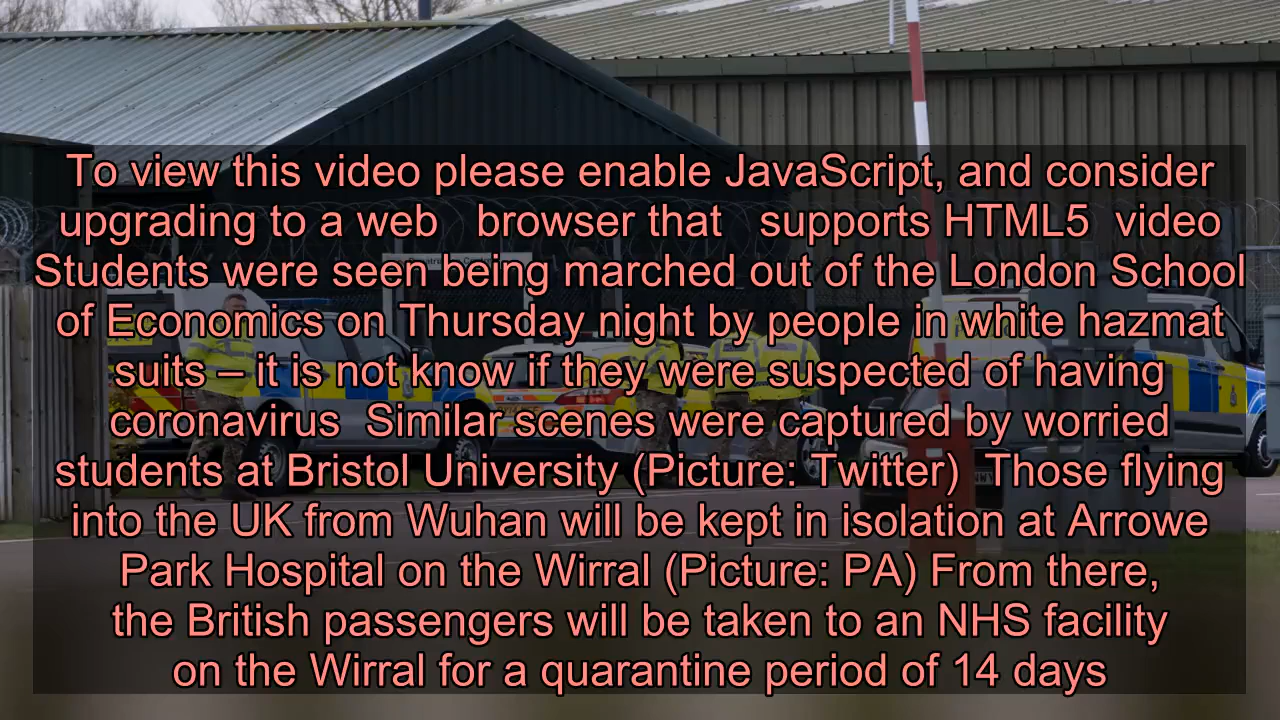 To view this video please enable JavaScript, and consider
upgrading to a web   browser that   supports HTML5  video
Students were seen being marched out of the London School
of Economics on Thursday night by people in white hazmat
suits – it is not know if they were suspected of having
coronavirus  Similar scenes were captured by worried
students at Bristol University (Picture: Twitter)  Those flying
into the UK from Wuhan will be kept in isolation at Arrowe
Park Hospital on the Wirral (Picture: PA) From there,
the British passengers will be taken to an NHS facility
on the Wirral for a quarantine period of 14 days